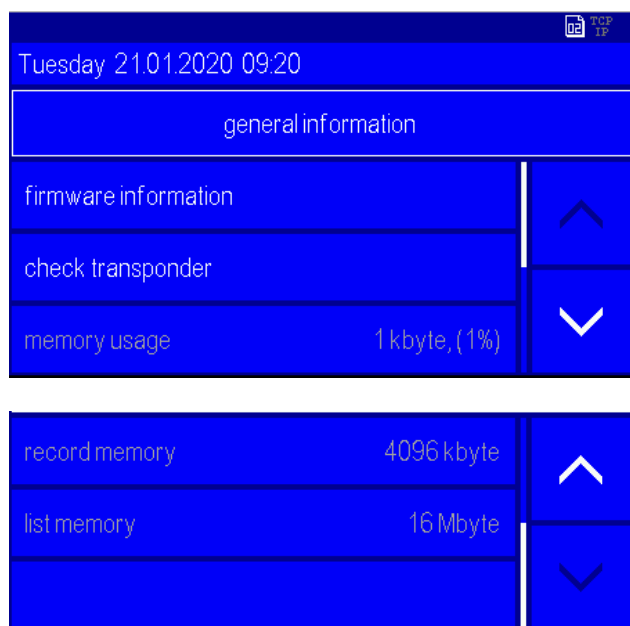 02 TCP
IP
Tuesday 21.01.2020 09:20
general information
firmware information
check transponder
memory usage 1 kbyte, (1%)
record memory 4096 kbyte
list memory 16 Mbyte